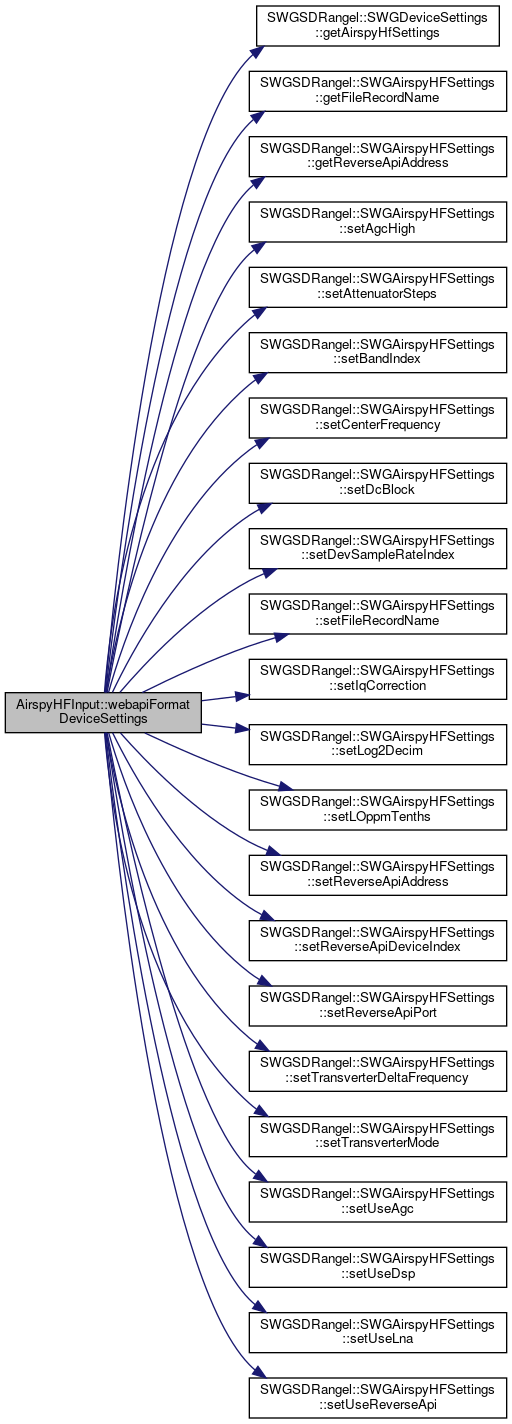 SWGSDRangel::SWGDeviceSettings
::getAirspyHfSettings
SWGSDRangel::SWGAirspyHFSettings
::getFileRecordName
SWGSDRangel::SWGAirspyHFSettings
::getReverseApiAddress
SWGSDRangel::SWGAirspyHFSettings
::setAgcHigh
SWGSDRangel::SWGAirspyHFSettings
::setAttenuatorSteps
SWGSDRangel::SWGAirspyHFSettings
::setBandIndex
SWGSDRangel::SWGAirspyHFSettings
::setCenterFrequency
SWGSDRangel::SWGAirspyHFSettings
::setDcBlock
SWGSDRangel::SWGAirspyHFSettings
::setDevSampleRateIndex
SWGSDRangel::SWGAirspyHFSettings
::setFileRecordName
SWGSDRangel::SWGAirspyHFSettings
::setIqCorrection
AirspyHFInput::webapiFormat
DeviceSettings
SWGSDRangel::SWGAirspyHFSettings
::setLog2Decim
SWGSDRangel::SWGAirspyHFSettings
::setLOppmTenths
SWGSDRangel::SWGAirspyHFSettings
::setReverseApiAddress
SWGSDRangel::SWGAirspyHFSettings
::setReverseApiDeviceIndex
SWGSDRangel::SWGAirspyHFSettings
::setReverseApiPort
SWGSDRangel::SWGAirspyHFSettings
::setTransverterDeltaFrequency
SWGSDRangel::SWGAirspyHFSettings
::setTransverterMode
SWGSDRangel::SWGAirspyHFSettings
::setUseAgc
SWGSDRangel::SWGAirspyHFSettings
::setUseDsp
SWGSDRangel::SWGAirspyHFSettings
::setUseLna
SWGSDRangel::SWGAirspyHFSettings
::setUseReverseApi